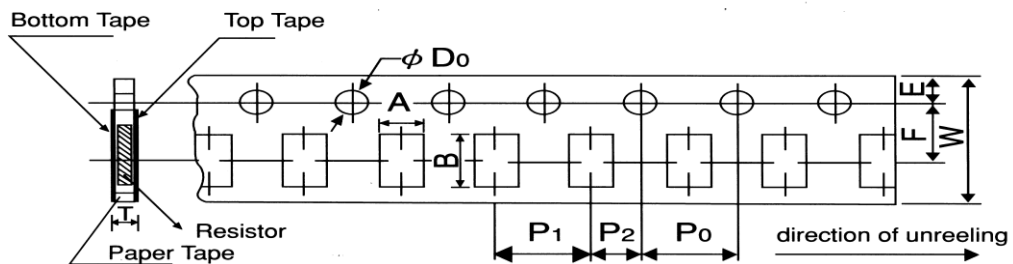 Bottom Tape
Top Tape
ϕ D₀
A
E
B
F
W
T
Resistor
Paper Tape
P₁
P₂
P₀
direction of unreeling